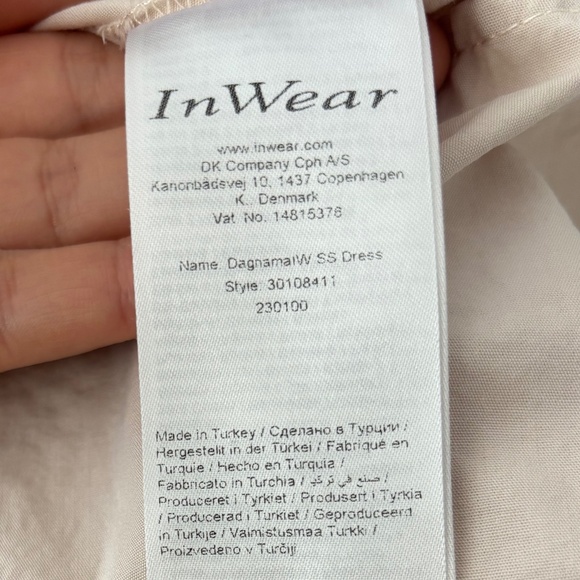 InWear
www.inwear.com
DK Company Cph A/S
Kanonbådsvej 10, 1437 Copenhagen
K., Denmark
Vat. No. 14815376
Name: DagnamaIW SS Dress
Style: 30108411
230100
Made in Turkey / Сделано в Турции /
Hergestellt in der Türkei / Fabriqué en
Turquie / Hecho en Turquía /
Fabbricato in Turchia / صنع في تركيا /
Produceret i Tyrkiet / Produsert i Tyrkia
/ Producerad i Turkiet / Geproduceerd
in Turkije / Valmistusmaa Turkki /
Proizvedeno v Turčiji